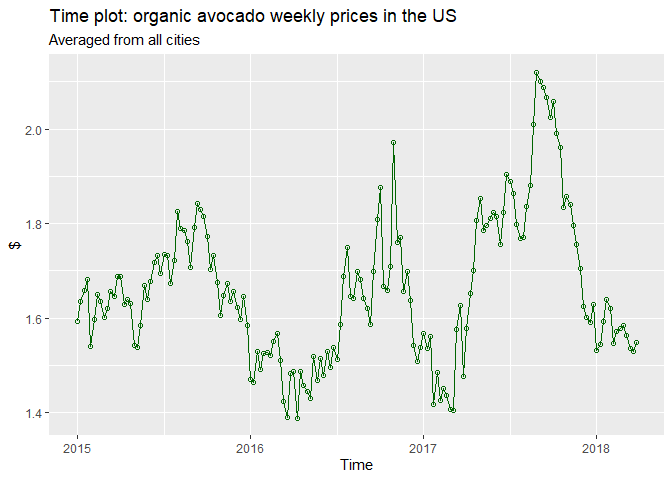 Time plot: organic avocado weekly prices in the US
Averaged from all cities
$
2.0
1.8
1.6
1.4
2015 2016 2017 2018
Time